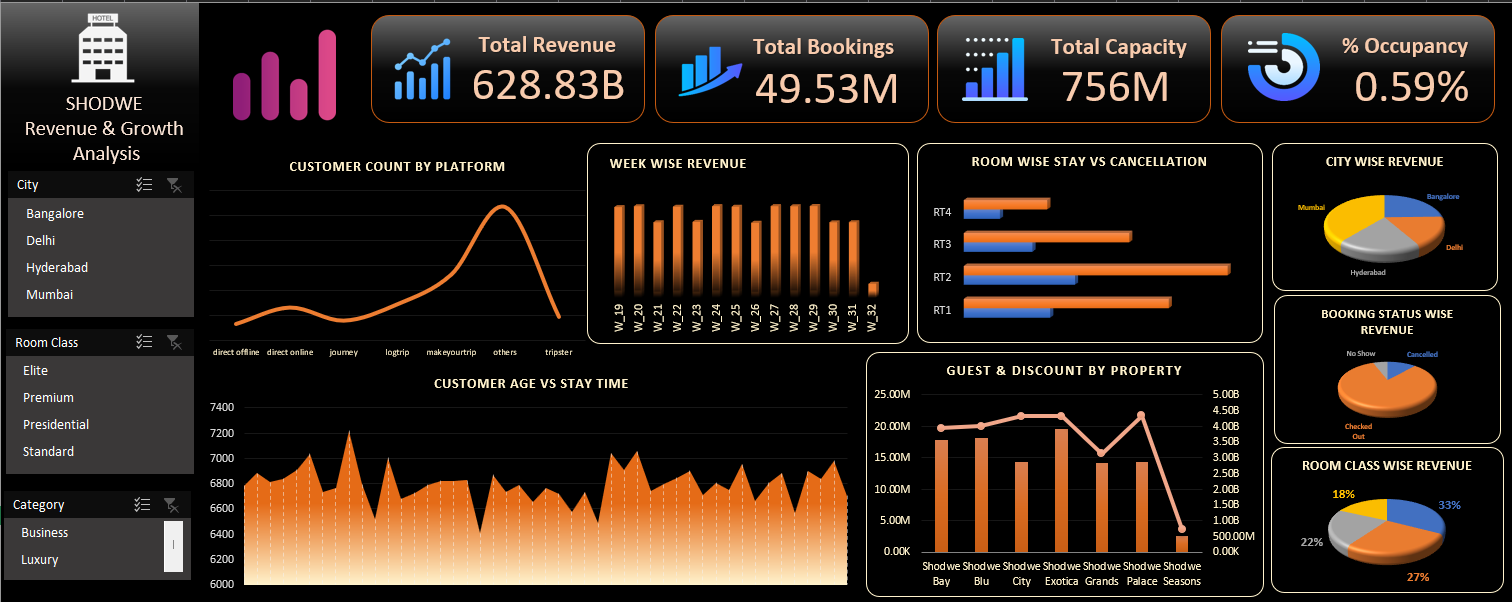 HOTEL
SHODWE
Revenue & Growth
Analysis
City
Bangalore
Delhi
Hyderabad
Mumbai
Room Class
Elite
Premium
Presidential
Standard
Category
Business
Luxury
Total Revenue
628.83B
Total Bookings
49.53M
Total Capacity
756M
% Occupancy
0.59%
CUSTOMER COUNT BY PLATFORM
direct offline direct online journey logtrip makeyourtrip others tripster
WEEK WISE REVENUE
W_19 W_20 W_21 W_22 W_23 W_24 W_25 W_26 W_27 W_28 W_29 W_30 W_31 W_32
ROOM WISE STAY VS CANCELLATION
RT4
RT3
RT2
RT1
CITY WISE REVENUE
Bangalore
Mumbai
Delhi
Hyderabad
BOOKING STATUS WISE
REVENUE
No Show Cancelled
Checked
Out
ROOM CLASS WISE REVENUE
18%
33%
22%
27%
CUSTOMER AGE VS STAY TIME
7400
7200
7000
6800
6600
6400
6200
6000
GUEST & DISCOUNT BY PROPERTY
25.00M
20.00M
15.00M
10.00M
5.00M
0.00K
5.00B
4.50B
4.00B
3.50B
3.00B
2.50B
2.00B
1.50B
1.00B
500.00M
0.00K
Shodwe Shodwe Shodwe Shodwe Shodwe Shodwe Shodwe
Bay Blu City Exotica Grands Palace Seasons